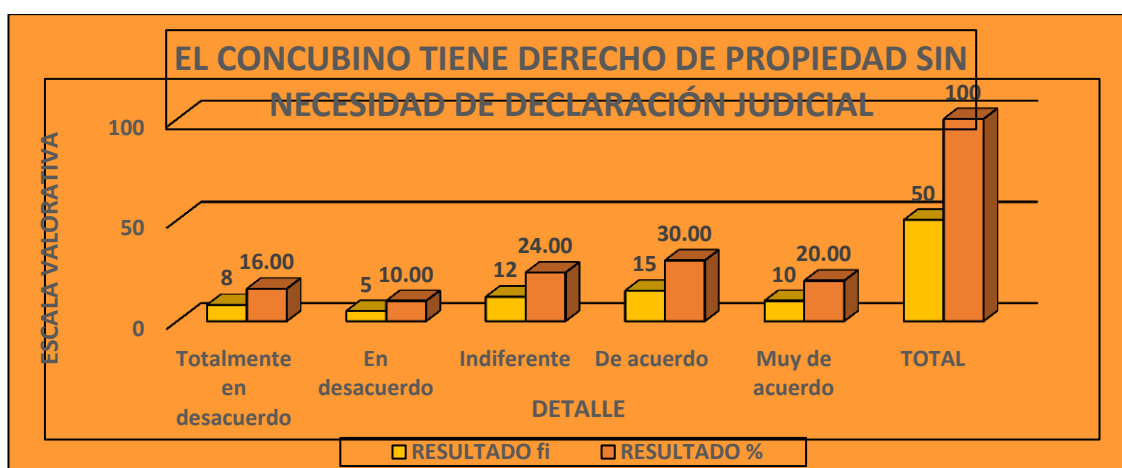 EL CONCUBINO TIENE DERECHO DE PROPIEDAD SIN
NECESIDAD DE DECLARACIÓN JUDICIAL
ESCALA VALORATIVA
100
50
0
8
16.00
5
10.00
12
24.00
15
30.00
10
20.00
50
100
Totalmente
en
desacuerdo
En
desacuerdo
Indiferente
De acuerdo
Muy de
acuerdo
TOTAL
DETALLE
RESULTADO fi
RESULTADO %